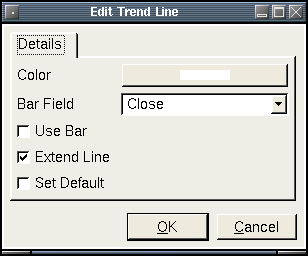 Edit Trend Line
Details
Color
Bar Field Close
Use Bar
Extend Line
Set Default
OK Cancel